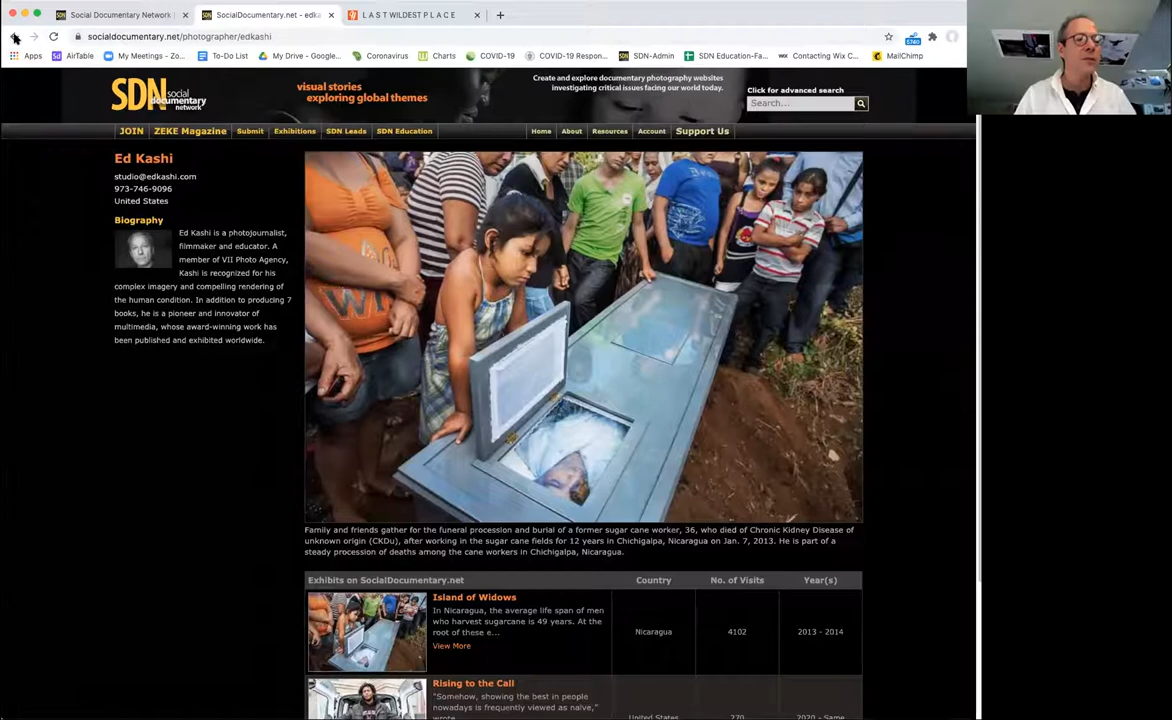 Social Documentary Network
SocialDocumentary.net - edka
L A S T W I L D E S T P L A C E
socialdocumentary.net/photographer/edkashi
Apps
AirTable
My Meetings - Zo...
To-Do List
My Drive - Google...
Coronavirus
Charts
COVID-19
COVID-19 Respon...
SDN-Admin
SDN Education-Fa...
Contacting Wix C...
MailChimp
SDN social documentary network
visual stories
exploring global themes
Create and explore documentary photography websites
investigating critical issues facing our world today.
Click for advanced search
Search...
JOIN ZEKE Magazine Submit Exhibitions SDN Leads SDN Education Home About Resources Account Support Us
Ed Kashi
studio@edkashi.com
973-746-9096
United States
Biography
Ed Kashi is a photojournalist,
filmmaker and educator. A
member of VII Photo Agency,
Kashi is recognized for his
complex imagery and compelling rendering of
the human condition. In addition to producing 7
books, he is a pioneer and innovator of
multimedia, whose award-winning work has
been published and exhibited worldwide.
Family and friends gather for the funeral procession and burial of a former sugar cane worker, 36, who died of Chronic Kidney Disease of
unknown origin (CKDu), after working in the sugar cane fields for 12 years in Chichigalpa, Nicaragua on Jan. 7, 2013. He is part of a
steady procession of deaths among the cane workers in Chichigalpa, Nicaragua.
Exhibits on SocialDocumentary.net Country No. of Visits Year(s)
Island of Widows
In Nicaragua, the average life span of men
who harvest sugarcane is 49 years. At the
root of these e...
View More
Nicaragua 4102 2013 - 2014
Rising to the Call
"Somehow, showing the best in people
nowadays is frequently viewed as naïve,"
wrote
United States 270 2020 - Same